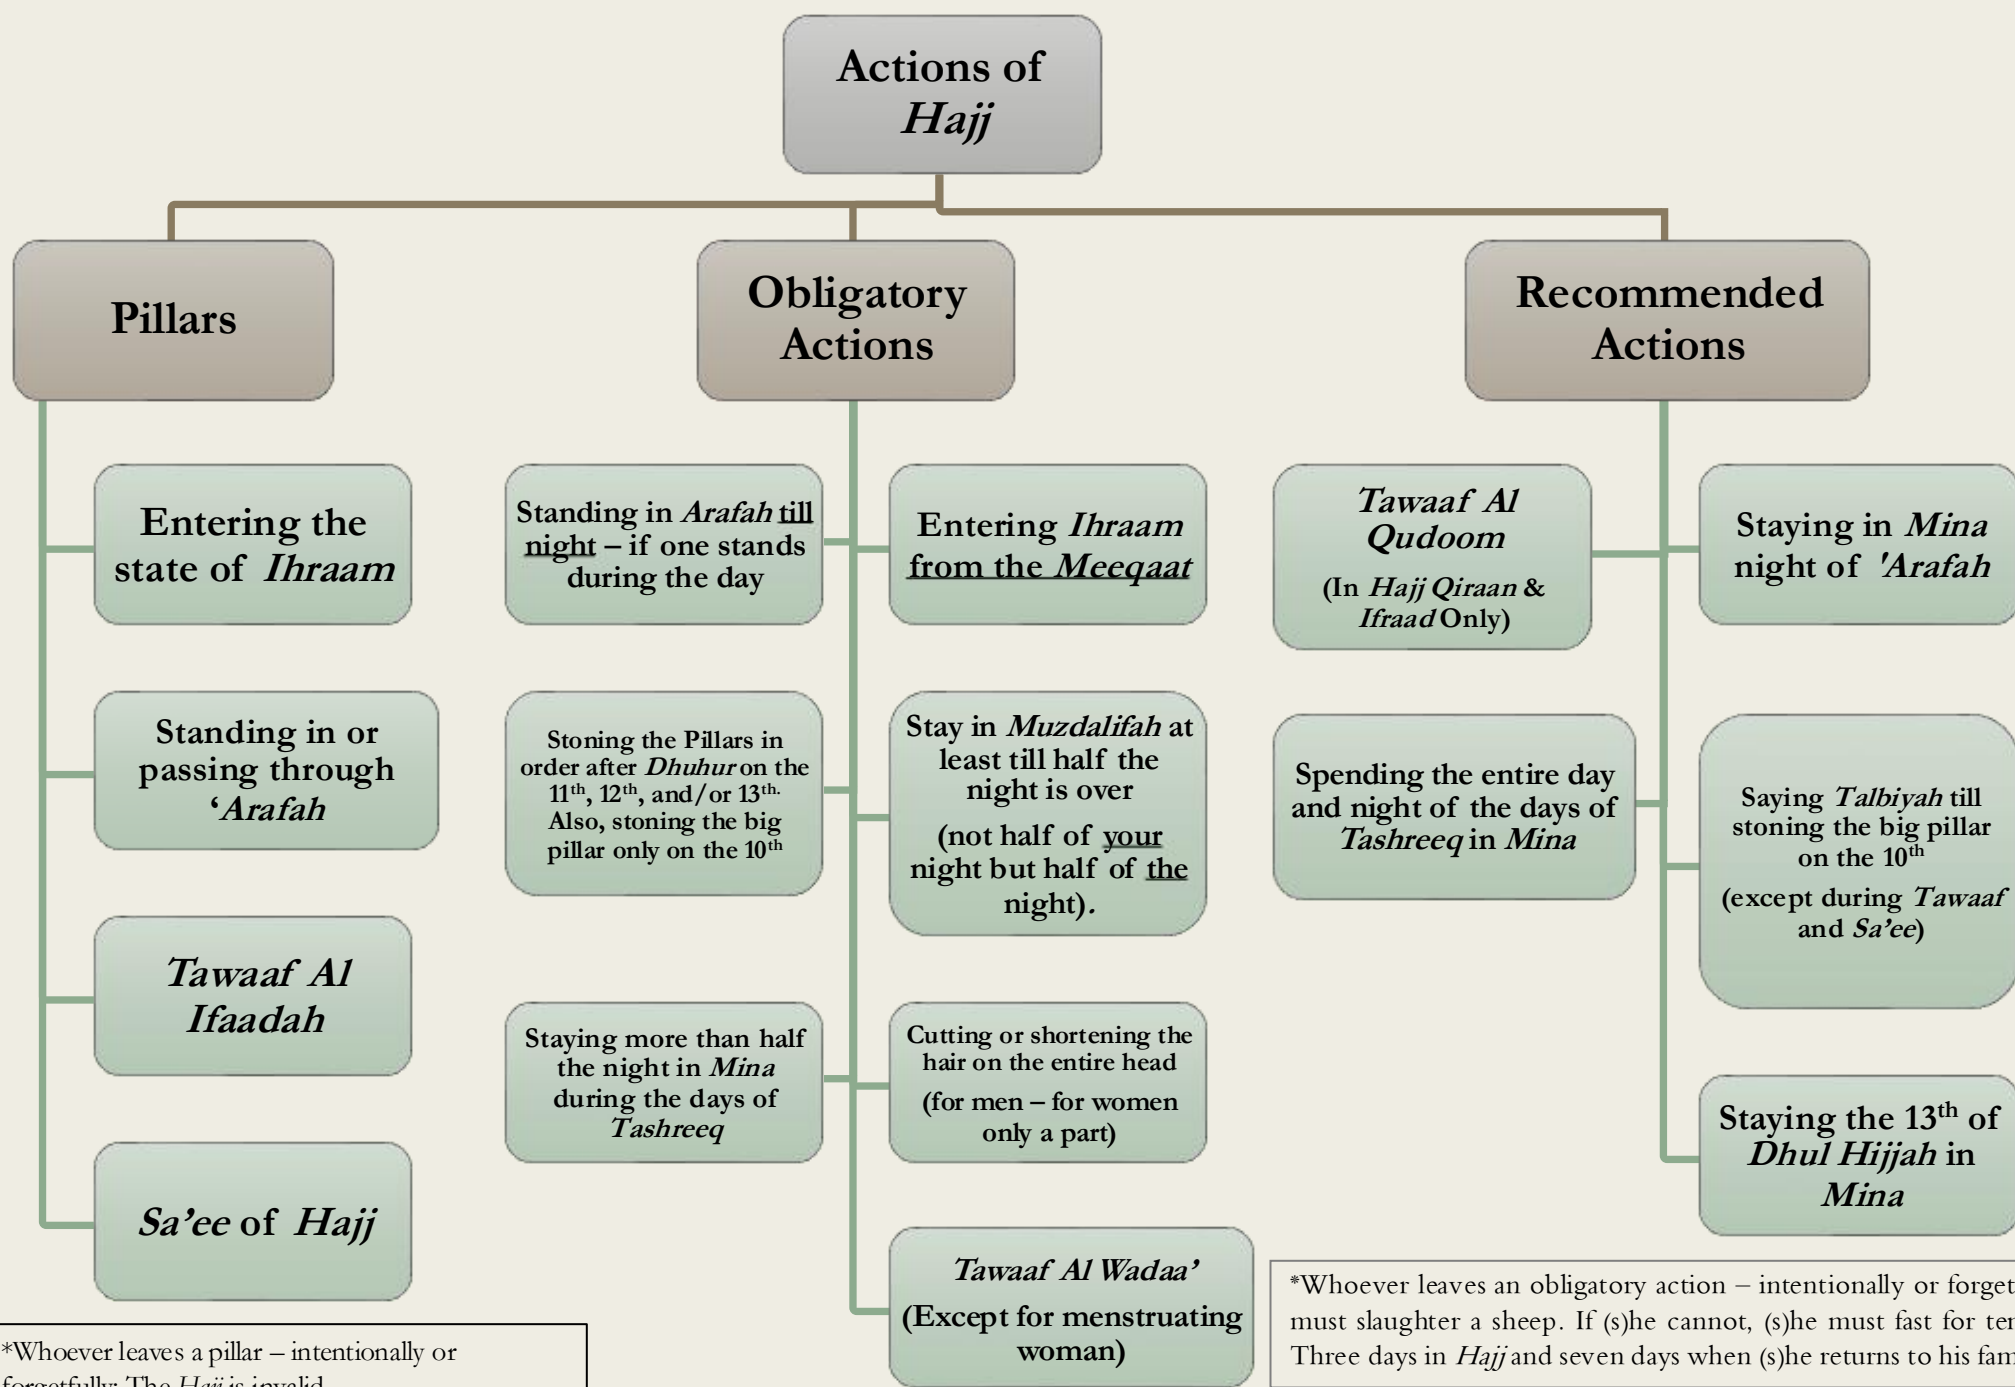 Actions of
Hajj
Pillars
Obligatory
Actions
Recommended
Actions
Entering the
state of Ihraam
Standing in or
passing through
‘Arafah
Tawaaf Al
Ifaadah
Sa’ee of Hajj
Standing in Arafah till
night – if one stands
during the day
Entering Ihraam
from the Meeqaat
Stoning the Pillars in
order after Dhuhur on the
11th, 12th, and/or 13th.
Also, stoning the big
pillar only on the 10th
Stay in Muzdalifah at
least till half the
night is over
(not half of your
night but half of the
night).
Staying more than half
the night in Mina
during the days of
Tashreeq
Cutting or shortening the
hair on the entire head
(for men – for women
only a part)
Tawaaf Al Wadaa’
(Except for menstruating
woman)
Tawaaf Al
Qudoom
(In Hajj Qiraan &
Ifraad Only)
Staying in Mina
night of 'Arafah
Spending the entire day
and night of the days of
Tashreeq in Mina
Saying Talbiyah till
stoning the big pillar
on the 10th
(except during Tawaaf
and Sa’ee)
Staying the 13th of
Dhul Hijjah in
Mina
*Whoever leaves a pillar – intentionally or
forgetfully: The Hajj is invalid
*Whoever leaves an obligatory action – intentionally or forget
must slaughter a sheep. If (s)he cannot, (s)he must fast for ten
Three days in Hajj and seven days when (s)he returns to his fam